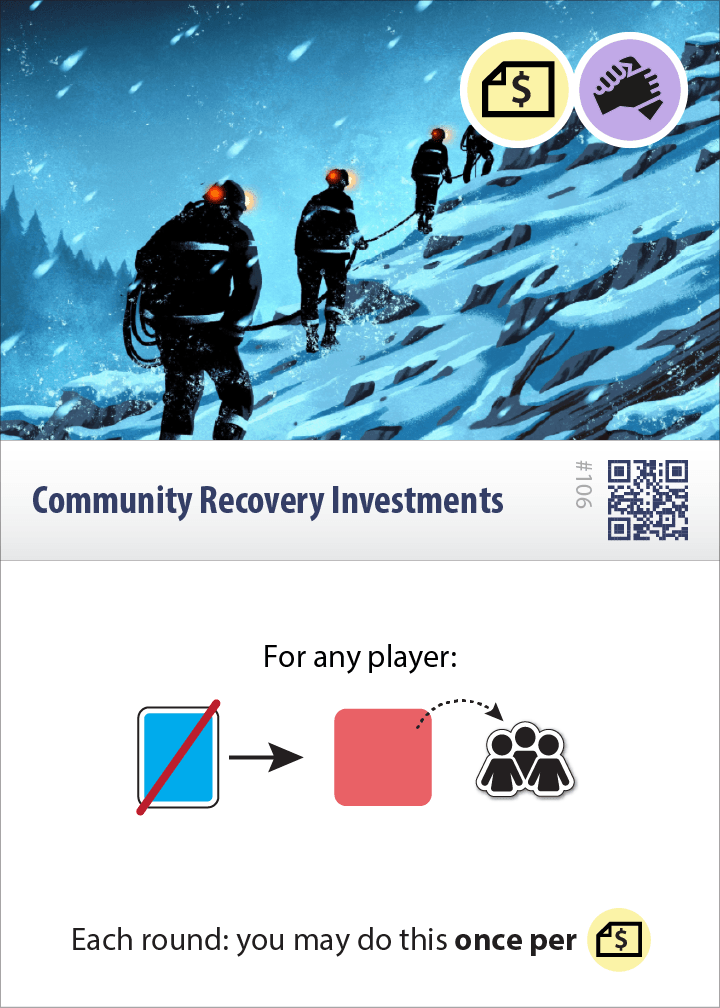 $
Community Recovery Investments
#106
For any player:
Each round: you may do this once per
$